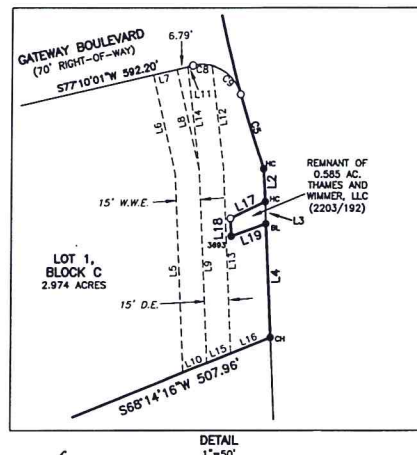 6.79'
GATEWAY BOULEVARD
(70' RIGHT-OF-WAY)
S77°10'01"W 592.20'
L7
C8
C9
L11
L6
L8
L14
L12
C5
HC
L2
HC
REMNANT OF
0.585 AC.
THAMES AND
WIMMER, LLC
(2203/192)
15' W.W.E.
L17
L18
L3
3693
L19
BL
LOT 1,
BLOCK C
2.974 ACRES
L5
L9
L13
L4
15' D.E.
L10
L15
L16
CH
S68°14'16"W 507.96'
DETAIL
1"=50'